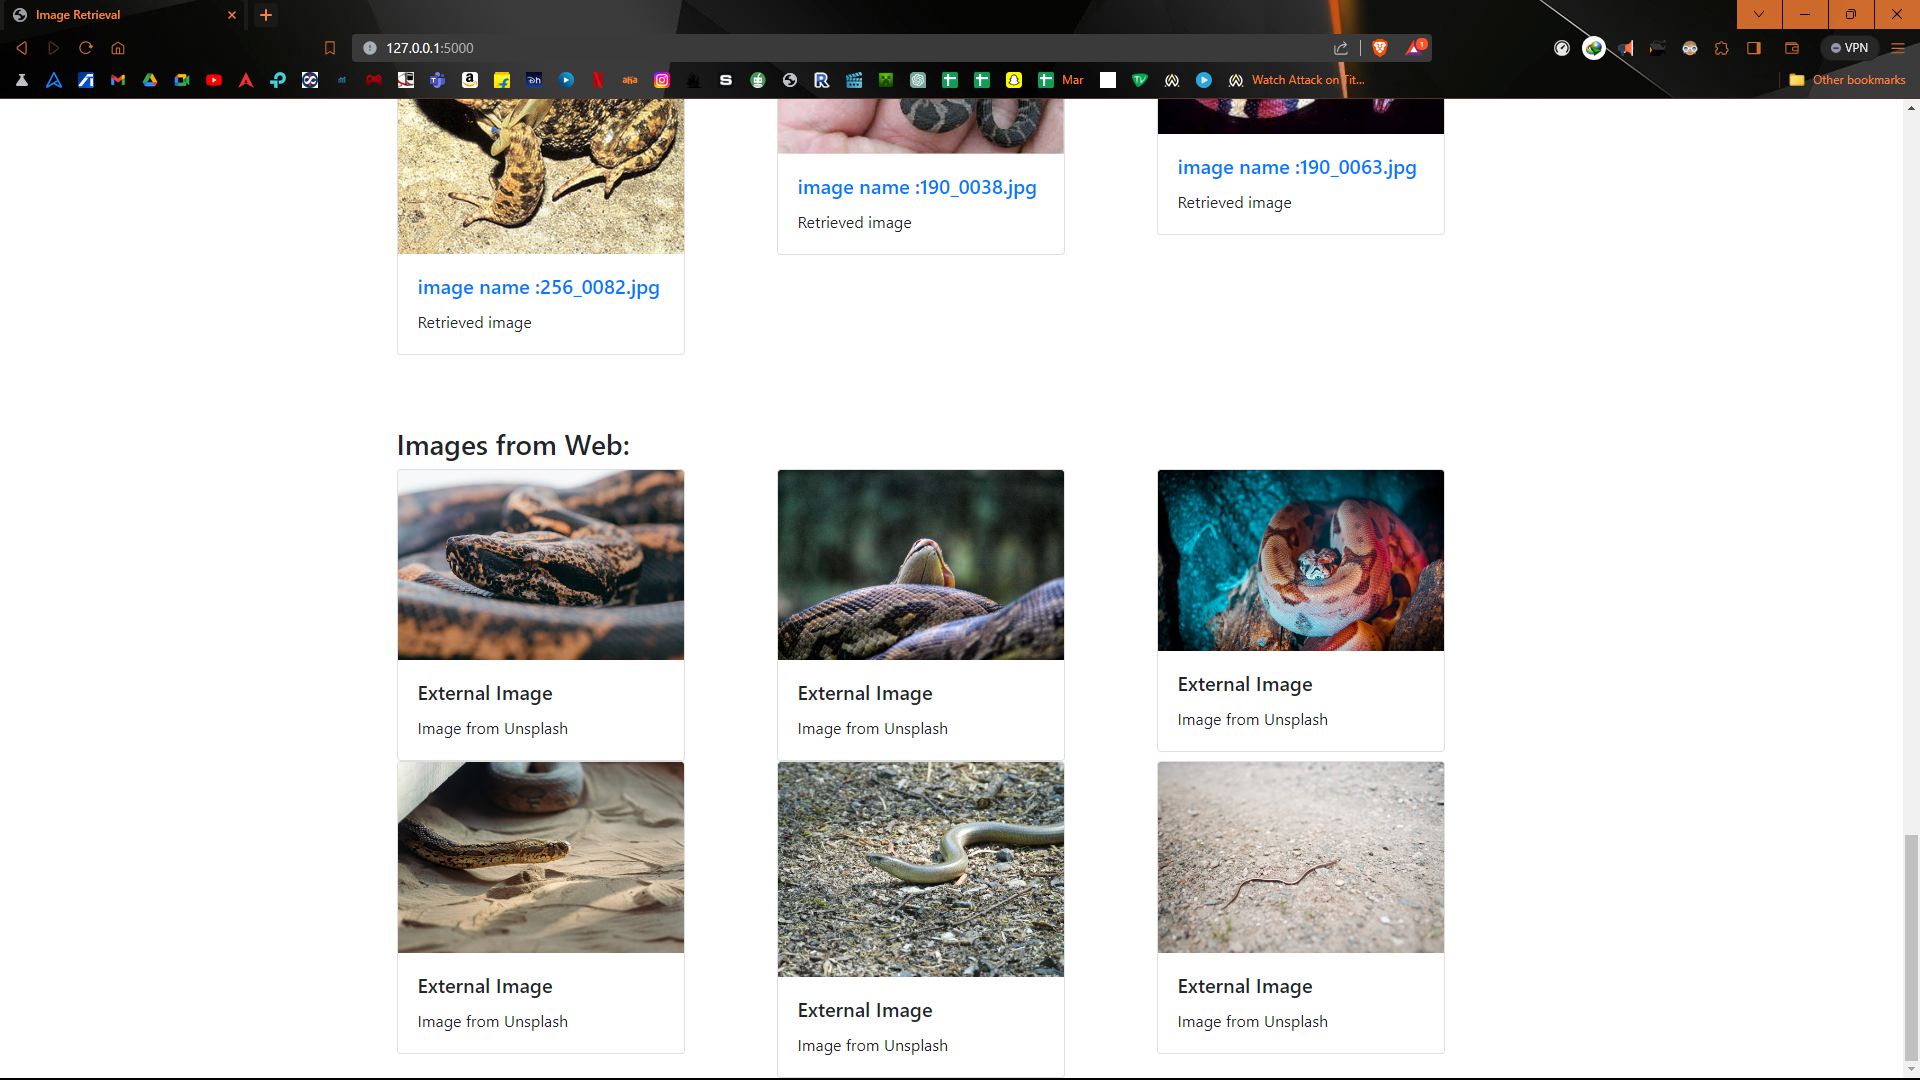 Image Retrieval
127.0.0.1:5000
1
VPN
Mar
Watch Attack on Tit...
Other bookmarks
image name :190_0063.jpg
Retrieved image
image name :190_0038.jpg
Retrieved image
image name :256_0082.jpg
Retrieved image
Images from Web:
External Image
Image from Unsplash
External Image
Image from Unsplash
External Image
Image from Unsplash
External Image
Image from Unsplash
External Image
Image from Unsplash
External Image
Image from Unsplash